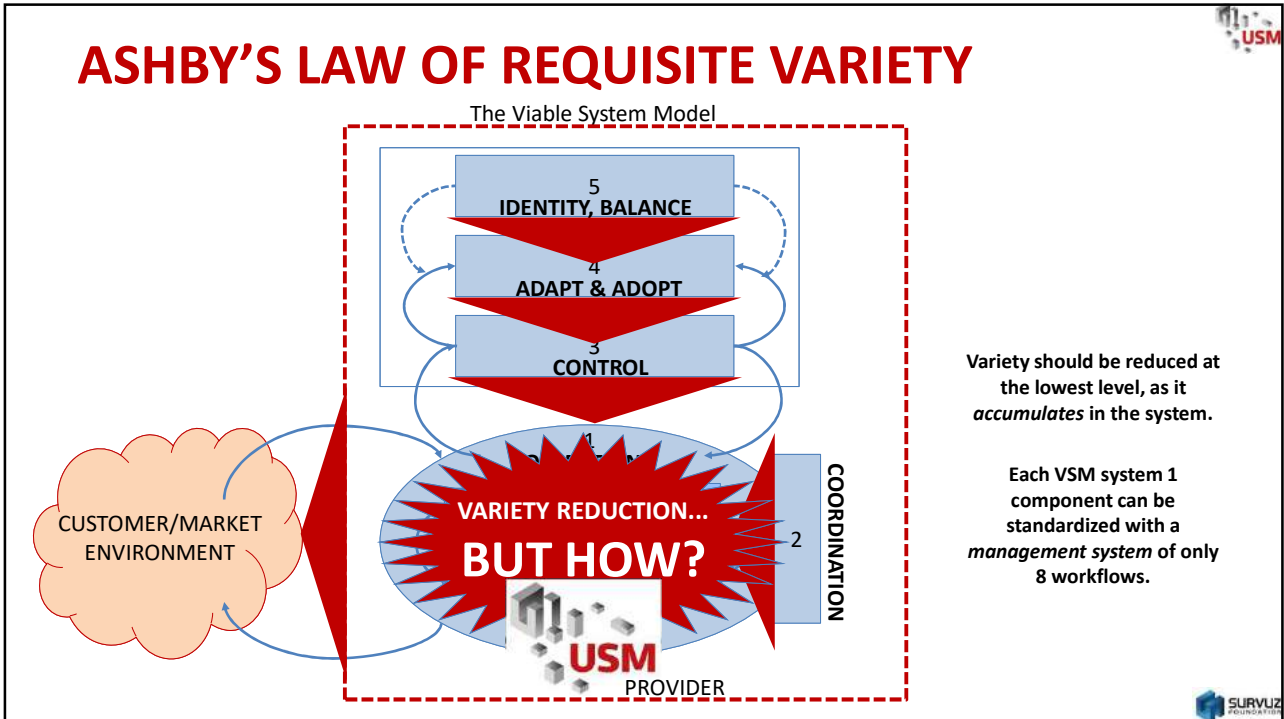 USM
ASHBY'S LAW OF REQUISITE VARIETY
The Viable System Model
5
IDENTITY, BALANCE
4
ADAPT & ADOPT
3
CONTROL
Variety should be reduced at
the lowest level, as it
accumulates in the system.
Each VSM system 1
component can be
standardized with a
management system of only
8 workflows.
CUSTOMER/MARKET
ENVIRONMENT
1
VARIETY REDUCTION...
BUT HOW?
2
COORDINATION
USM
PROVIDER
SURVUZ
FOUNDATION